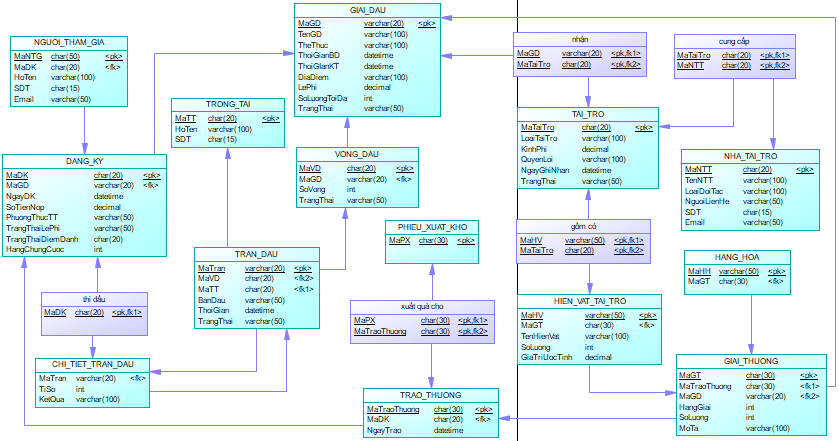 GIAI_DAU
MaGD varchar(20) <pk>
TenGD varchar(100)
TheThuc varchar(100)
ThoiGianBD datetime
ThoiGianKT datetime
DiaDiem varchar(100)
LePhi decimal
SoLuongToiDa int
TrangThai varchar(50)
NGUOI_THAM_GIA
MaNTG char(50) <pk>
MaDK char(20) <fk>
HoTen varchar(100)
SDT char(15)
Email varchar(50)
nhận
MaGD varchar(20) <pk,fk1>
MaTaiTro char(20) <pk,fk2>
cung cấp
MaTaiTro char(20) <pk,fk1>
MaNTT char(20) <pk,fk2>
TRONG_TAI
MaTT char(20) <pk>
HoTen varchar(100)
SDT char(15)
TAI_TRO
MaTaiTro char(20) <pk>
LoaiTaiTro varchar(100)
KinhPhi decimal
QuyenLoi varchar(100)
NgayGhiNhan datetime
TrangThai varchar(50)
VONG_DAU
MaVD char(20) <pk>
MaGD varchar(20) <fk>
SoVong int
TrangThai varchar(50)
NHA_TAI_TRO
MaNTT char(20) <pk>
TenNTT varchar(100)
LoaiDoiTac varchar(100)
NguoiLienHe varchar(50)
SDT char(15)
Email varchar(50)
DANG_KY
MaDK char(20) <pk>
MaGD varchar(20) <fk>
NgayDK datetime
SoTienNop decimal
PhuongThucTT varchar(50)
TrangThaiLePhi varchar(50)
TrangThaiDiemDanh char(20)
HangChungCuoc int
PHIEU_XUAT_KHO
MaPX char(30) <pk>
gồm có
MaHV varchar(50) <pk,fk1>
MaTaiTro char(20) <pk,fk2>
TRAN_DAU
MaTran varchar(20) <pk>
MaVD char(20) <fk2>
MaTT char(20) <fk1>
BanDau varchar(50)
ThoiGian datetime
TrangThai varchar(50)
HANG_HOA
MaHH varchar(50) <pk>
MaGT char(30) <fk>
thi đấu
MaDK char(20) <pk,fk>
xuất quà cho
MaPX char(30) <pk,fk1>
MaTraoThuong char(30) <pk,fk2>
HIEN_VAT_TAI_TRO
MaHV varchar(50) <pk>
MaGT char(30) <fk>
TenHienVat varchar(100)
SoLuong int
GiaTriUocTinh decimal
CHI_TIET_TRAN_DAU
MaTran varchar(20) <fk>
TiSo int
KetQua varchar(100)
GIAI_THUONG
MaGT char(30) <pk>
MaTraoThuong char(30) <fk1>
MaGD varchar(20) <fk2>
HangGiai int
SoLuong int
MoTa varchar(100)
TRAO_THUONG
MaTraoThuong char(30) <pk>
MaDK char(20) <fk>
NgayTrao datetime